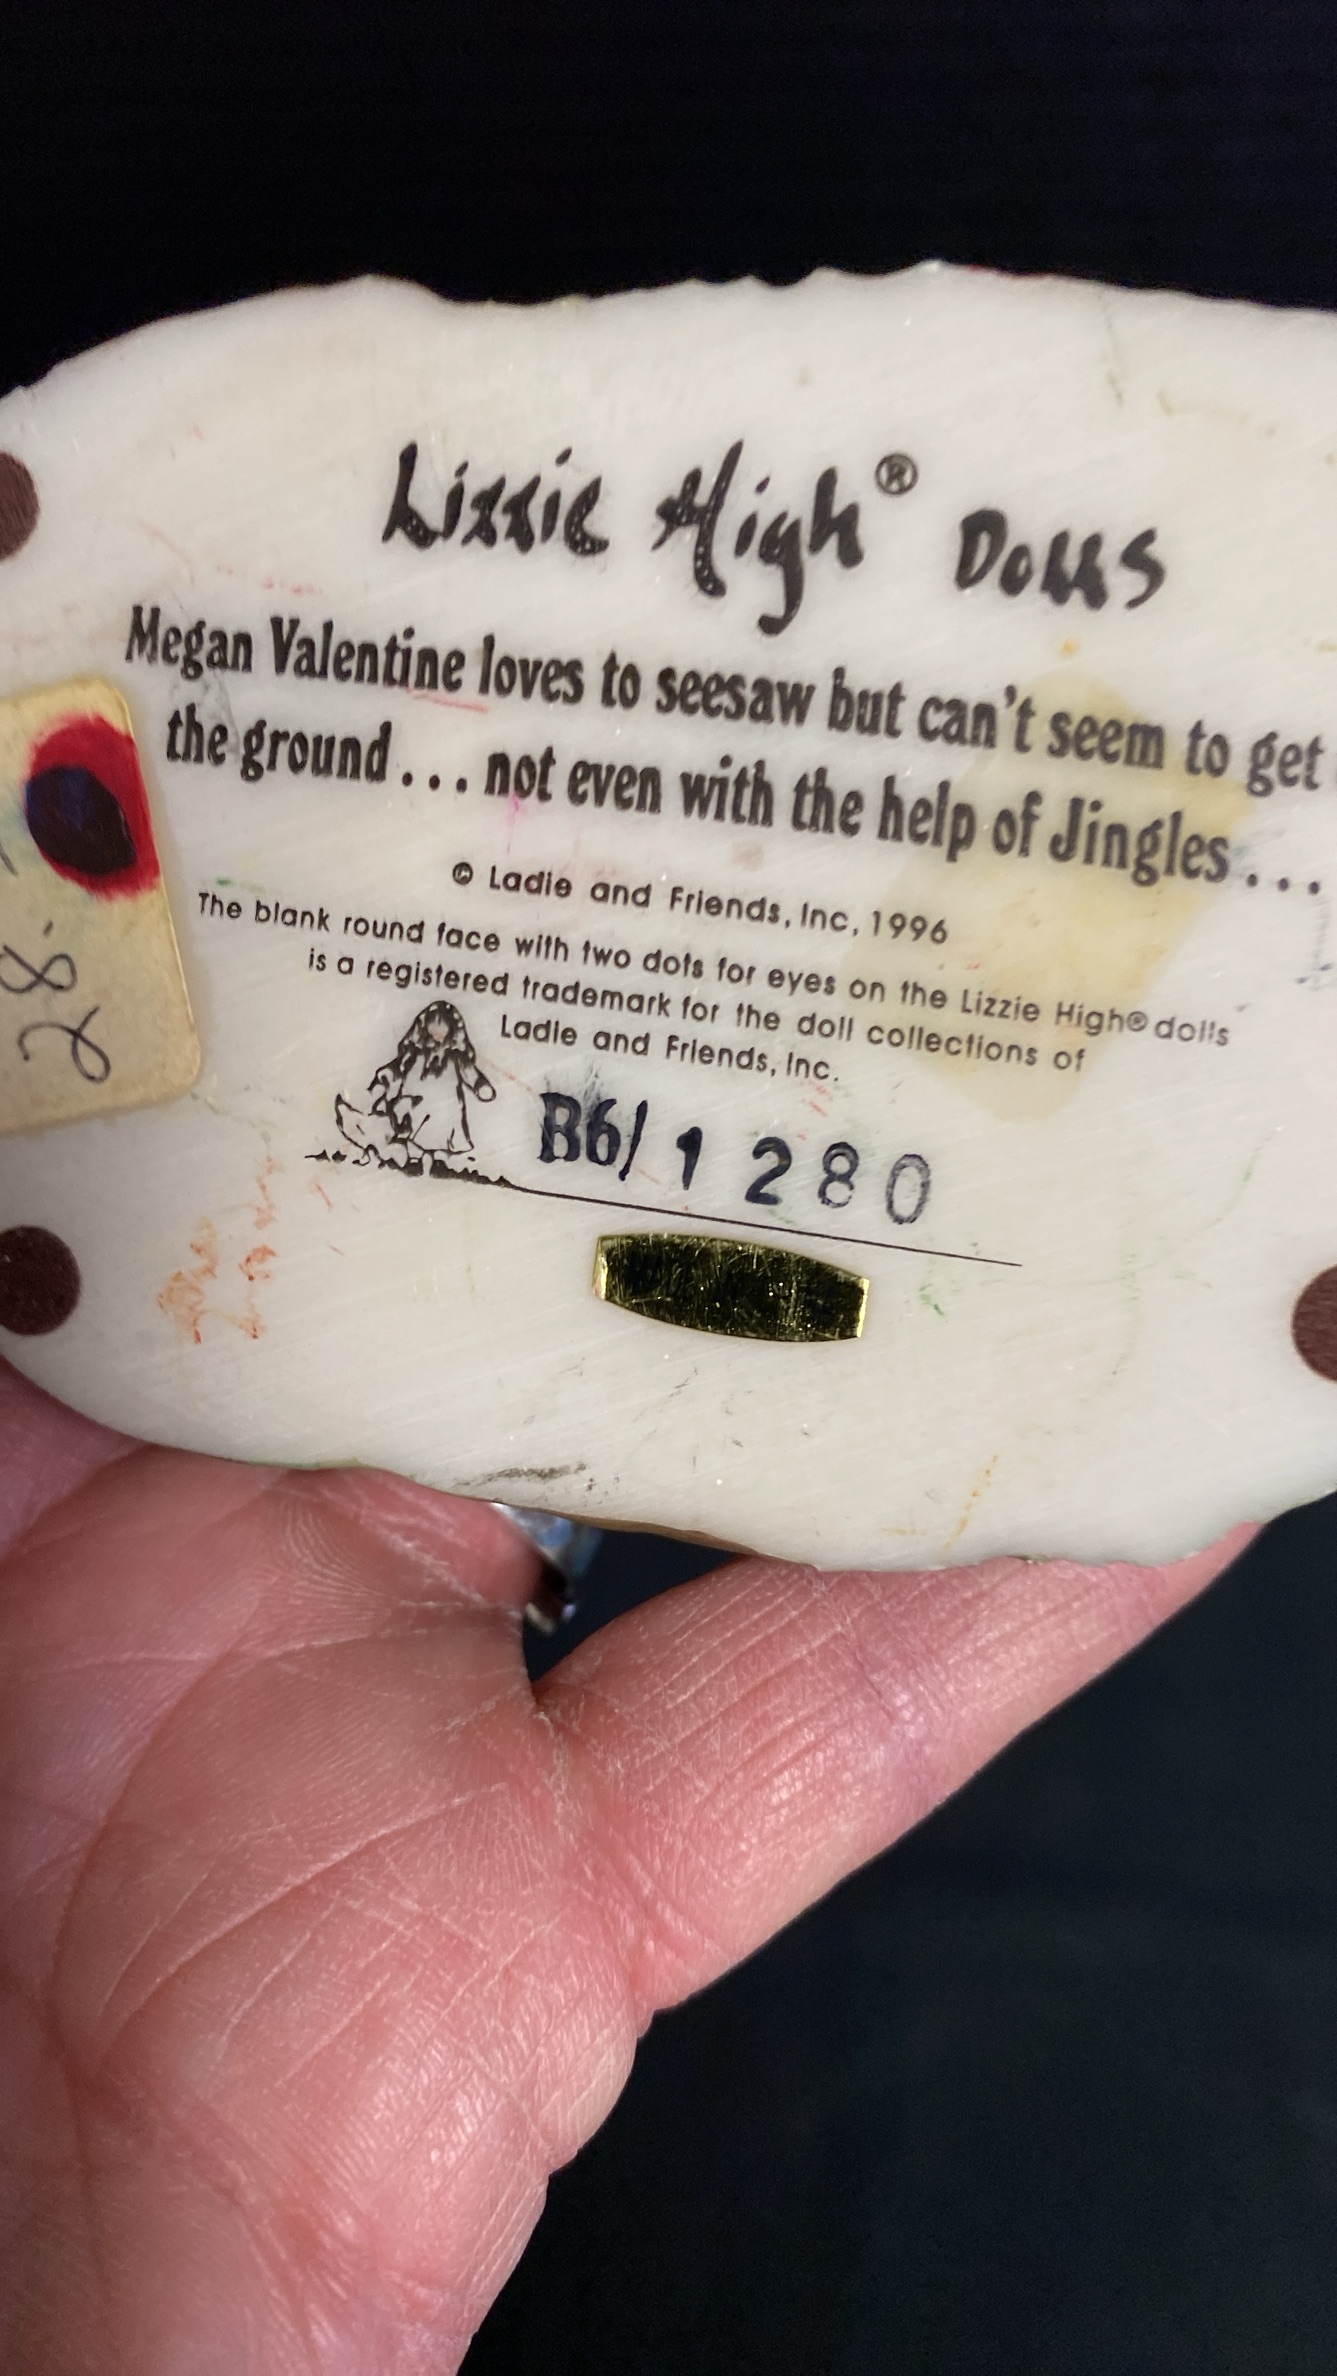 Lizzie High® Dolls
Megan Valentine loves to seesaw but can't seem to get
the ground . . . not even with the help of Jingles . . .
© Ladie and Friends, Inc, 1996
The blank round face with two dots for eyes on the Lizzie High® dolls
is a registered trademark for the doll collections of
Ladie and Friends, Inc.
B6/1280
28.